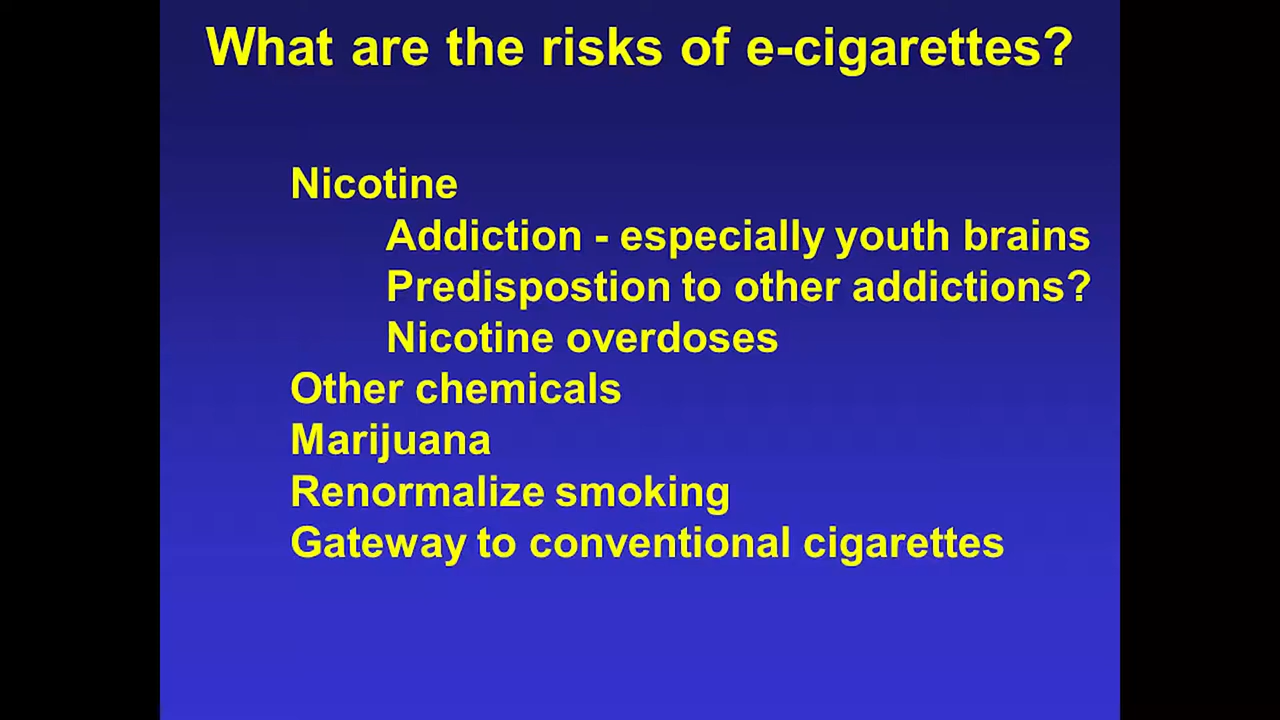 What are the risks of e-cigarettes?
Nicotine
Addiction - especially youth brains
Predispostion to other addictions?
Nicotine overdoses
Other chemicals
Marijuana
Renormalize smoking
Gateway to conventional cigarettes